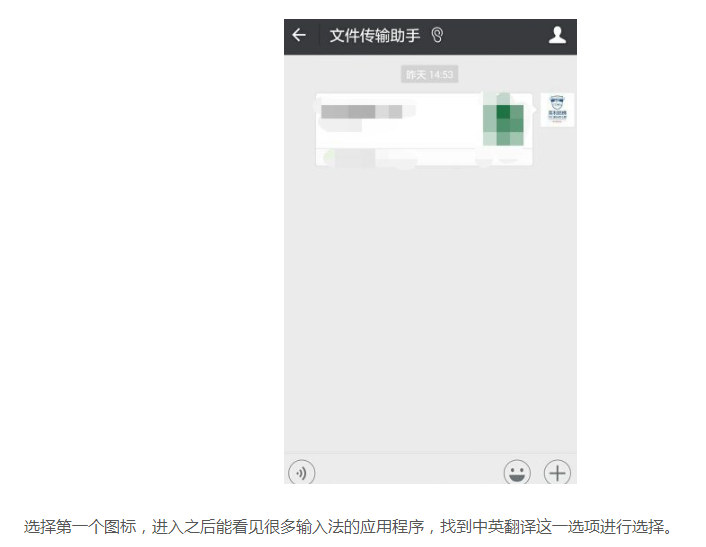 文件传输助手
昨天 14:53
选择第一个图标，进入之后能看见很多输入法的应用程序，找到中英翻译这一选项进行选择。